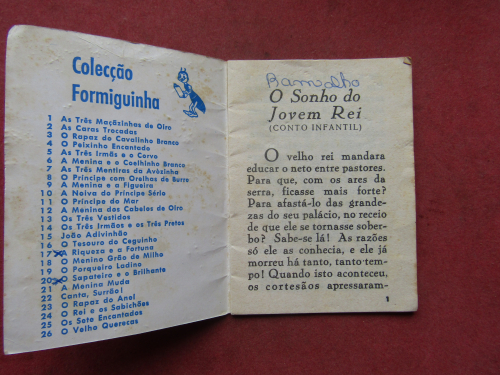 Colecção
Formiguinha
1 As Três Maçãzinhas de Oiro
2 As Caras Trocadas
3 O Rapaz do Cavalinho Branco
4 O Peixinho Encantado
5 As Três Irmãs e o Corvo
6 A Menina e o Coelhinho Branco
7 As Três Mentiras da Avòzinha
8 O Príncipe com Orelhas de Burro
9 A Menina e a Figueira
10 A Noiva do Príncipe Sério
11 O Príncipe do Mar
12 A Menina dos Cabelos de Oiro
13 Os Três Vestidos
14 Os Três Irmãos e os Três Pretos
15 João Adivinhão
16 O Tesouro do Ceguinho
17 A Riqueza e a Fortuna
18 O Menino Grão de Milho
19 O Porqueiro Ladino
20 O Sapateiro e o Brilhante
21 A Menina Muda
22 Canta, Surrão!
23 O Rapaz do Anel
24 O Rei e os Sabichões
25 Os Sete Encantados
26 O Velho Querecas
Ramalho
O Sonho do
Jovem Rei
(CONTO INFANTIL)
O velho rei mandara
educar o neto entre pastores.
Para que, com os ares da
serra, ficasse mais forte?
Para afastá-lo das grande-
zas do seu palácio, no receio
de que ele se tornasse sober-
bo? Sabe-se lá! As razões
só ele as conhecia, e ele já
morreu há tanto, tanto tem-
po! Quando isto aconteceu,
os cortesãos apressaram-
1